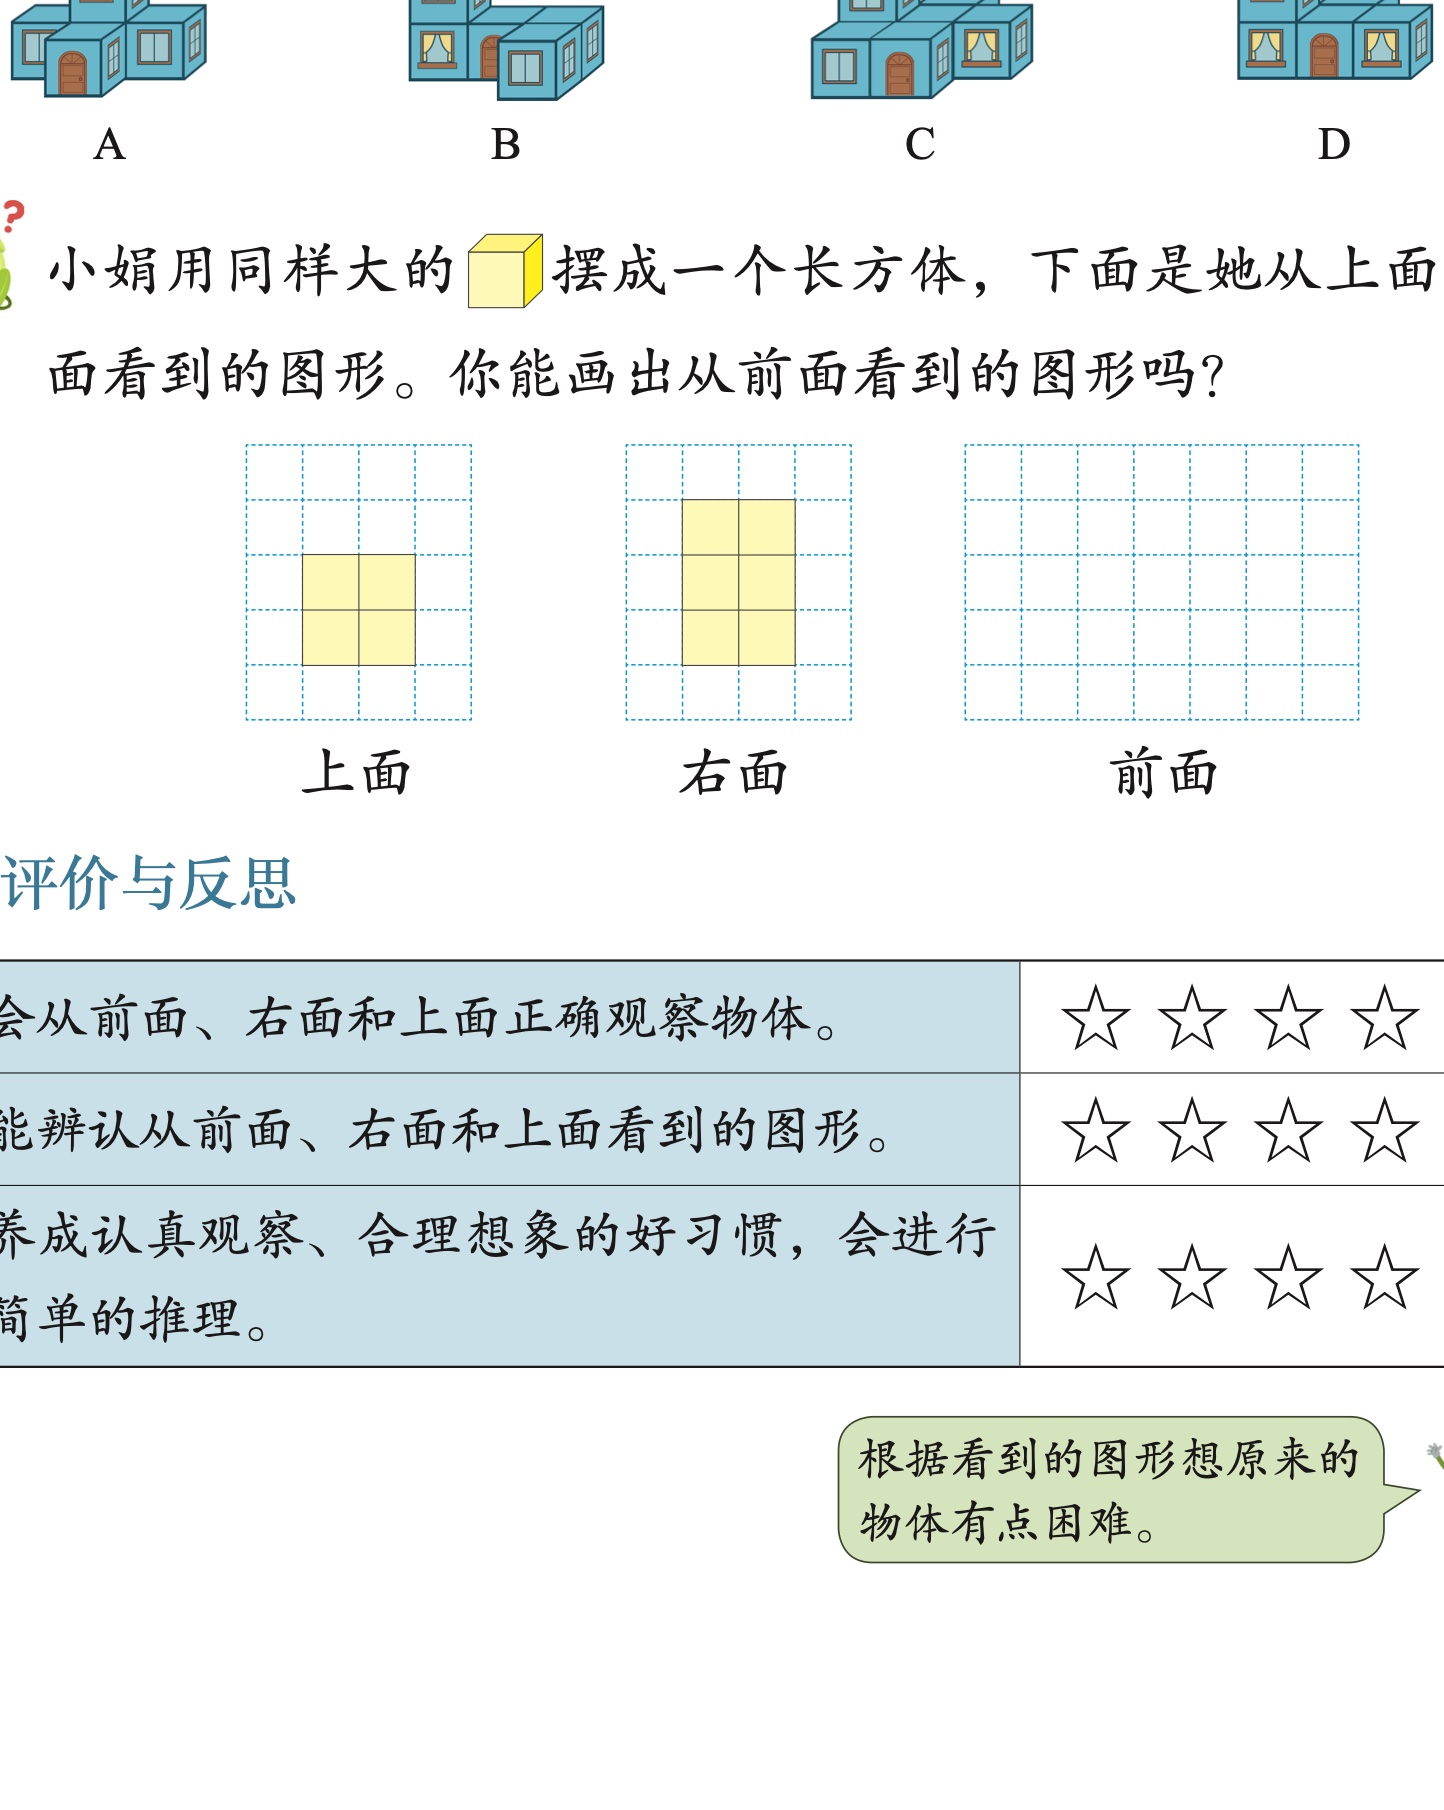 A B C D
?
小娟用同样大的摆成一个长方体，下面是她从上面
面看到的图形。你能画出从前面看到的图形吗？
上面 右面 前面
评价与反思
会从前面、右面和上面正确观察物体。
能辨认从前面、右面和上面看到的图形。
养成认真观察、合理想象的好习惯，会进行
简单的推理。
根据看到的图形想原来的
物体有点困难。